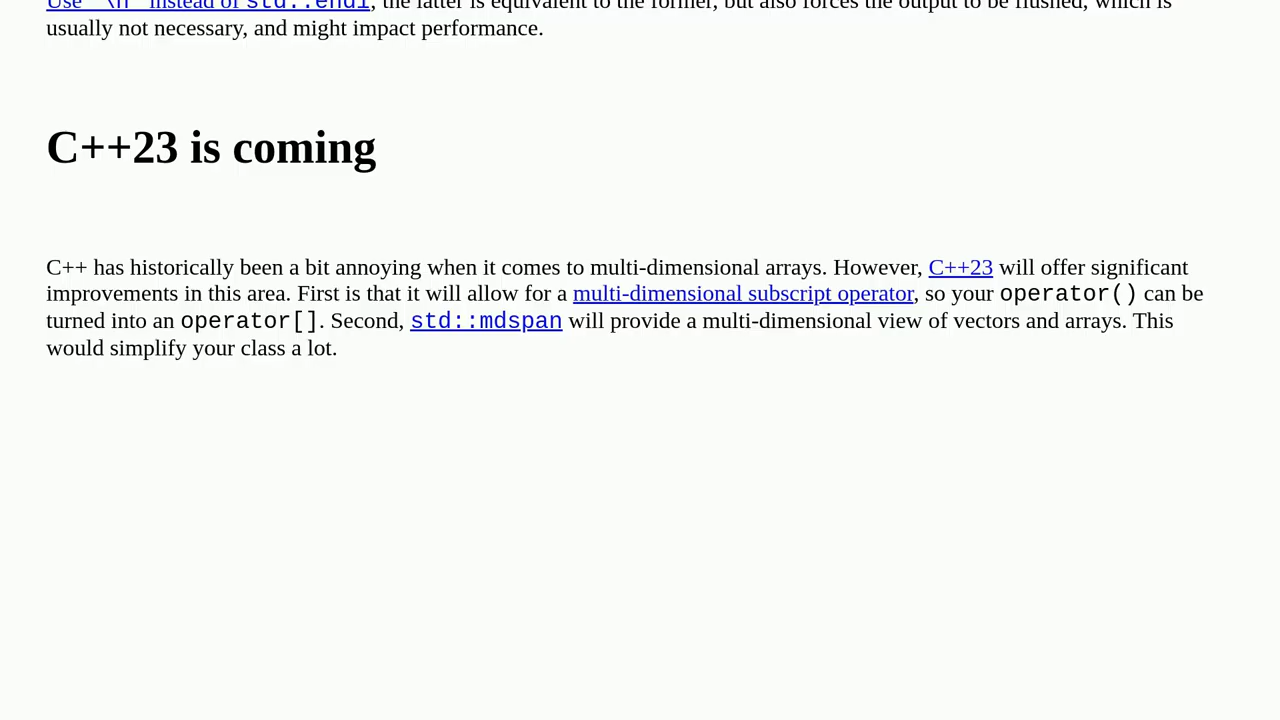 Use '\n' instead of std::endl, the latter is equivalent to the former, but also forces the output to be flushed, which is
usually not necessary, and might impact performance.
C++23 is coming
C++ has historically been a bit annoying when it comes to multi-dimensional arrays. However, C++23 will offer significant
improvements in this area. First is that it will allow for a multi-dimensional subscript operator, so your operator() can be
turned into an operator[]. Second, std::mdspan will provide a multi-dimensional view of vectors and arrays. This
would simplify your class a lot.